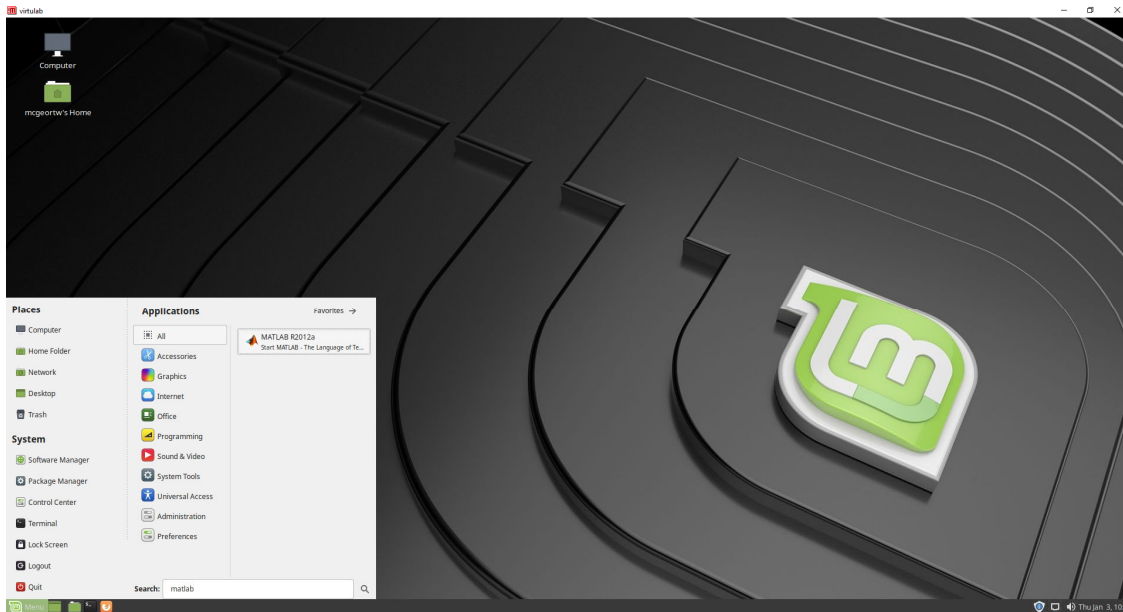 virtulab
Computer
mcgeortw's Home
Places
Computer
Home Folder
Network
Desktop
Trash
System
Software Manager
Package Manager
Control Center
Terminal
Lock Screen
Logout
Quit
Applications
Favorites
All
Accessories
Graphics
Internet
Office
Programming
Sound & Video
System Tools
Universal Access
Administration
Preferences
MATLAB R2012a
Start MATLAB - The Language of Te...
Search: matlab
Menu
Thu Jan 3, 10: